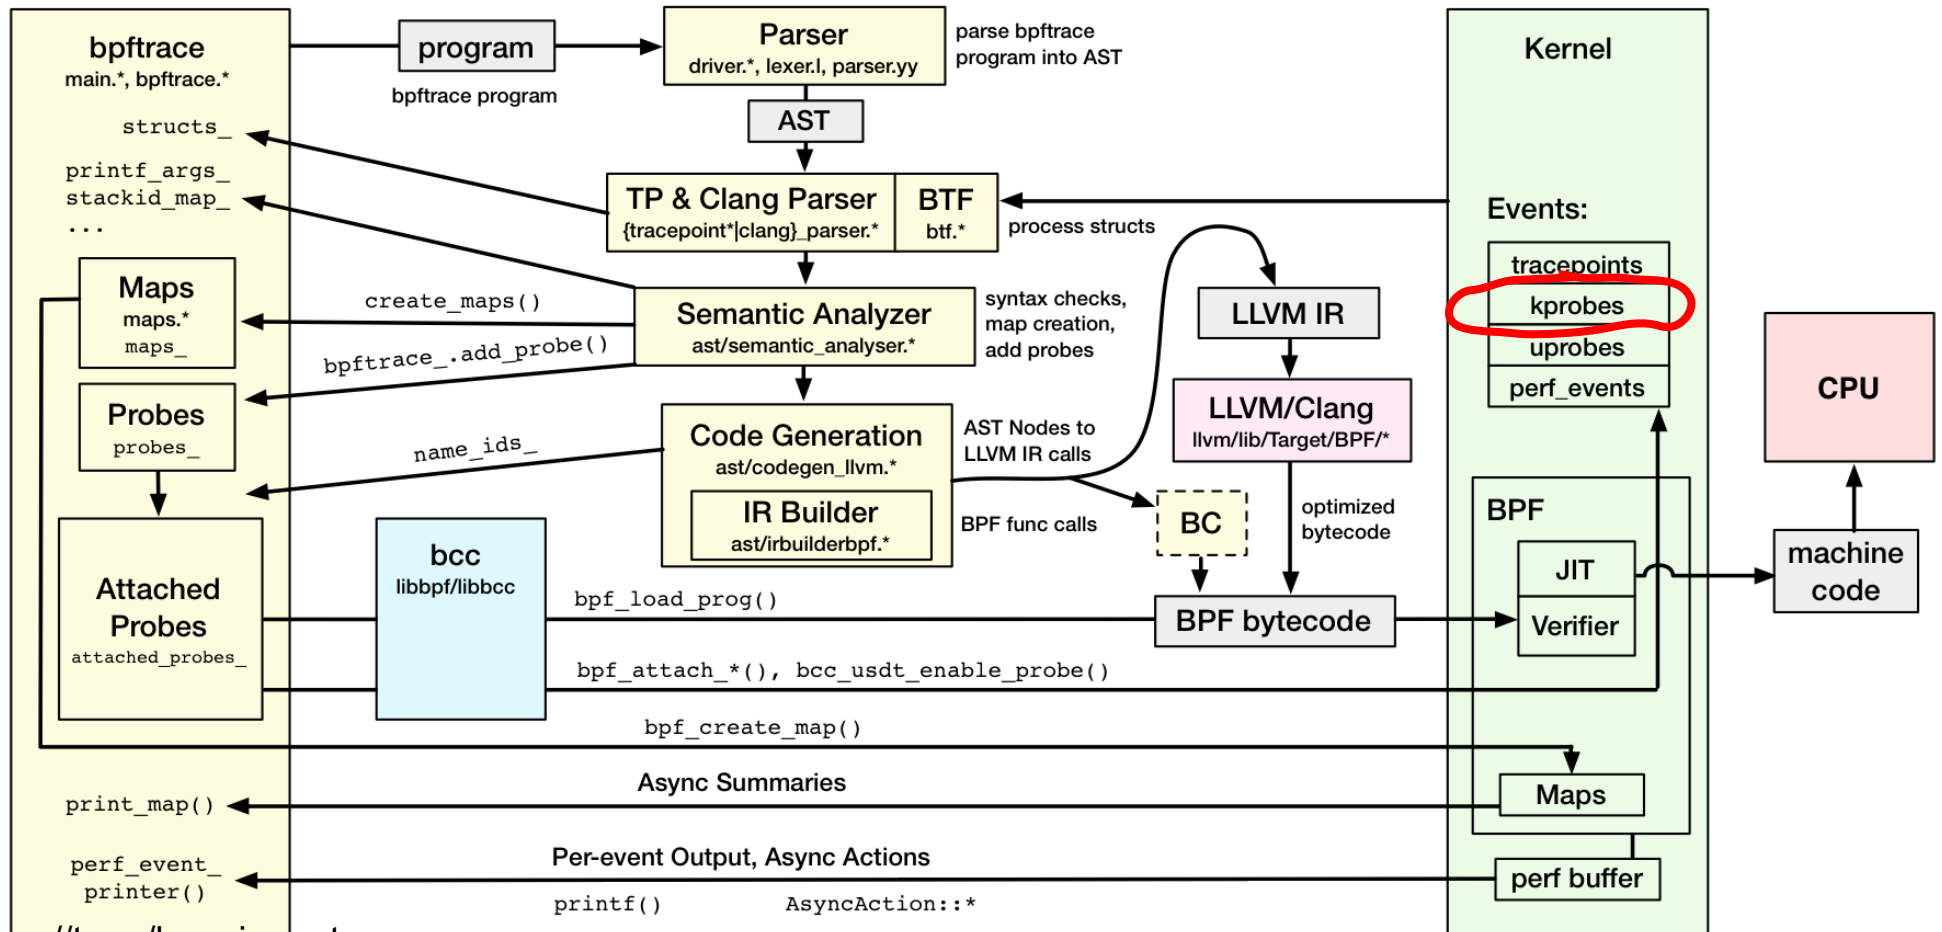 bpftrace
main.*, bpftrace.*
structs_
printf_args_
stackid_map_
...
Maps
maps.*
maps_
Probes
probes_
Attached
Probes
attached_probes_
print_map()
perf_event_
printer()
program
bpftrace program
Parser
driver.*, lexer.l, parser.yy
parse bpftrace
program into AST
AST
TP & Clang Parser
{tracepoint*|clang}_parser.*
BTF
btf.*
process structs
create_maps()
bpftrace_.add_probe()
name_ids_
Semantic Analyzer
ast/semantic_analyser.*
syntax checks,
map creation,
add probes
Code Generation
ast/codegen_llvm.*
IR Builder
ast/irbuilderbpf.*
AST Nodes to
LLVM IR calls
BPF func calls
LLVM IR
LLVM/Clang
llvm/lib/Target/BPF/*
optimized
bytecode
BC
bcc
libbpf/libbcc
bpf_load_prog()
BPF bytecode
bpf_attach_*(), bcc_usdt_enable_probe()
bpf_create_map()
Async Summaries
Per-event Output, Async Actions
printf()
AsyncAction::*
Kernel
Events:
tracepoints
kprobes
uprobes
perf_events
BPF
JIT
Verifier
Maps
perf buffer
CPU
machine
code